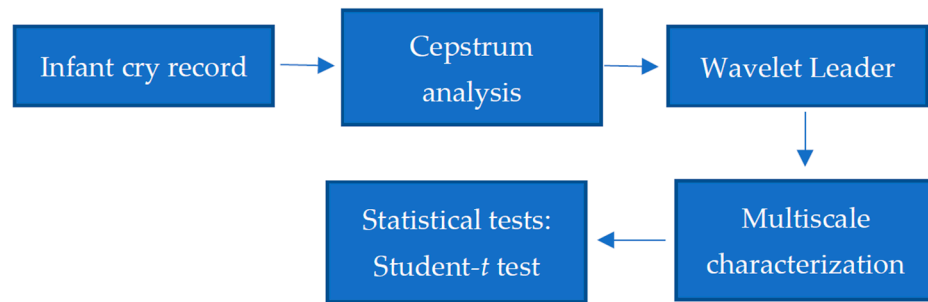 Infant cry record
Cepstrum
analysis
Wavelet Leader
Multiscale
characterization
Statistical tests:
Student-t test